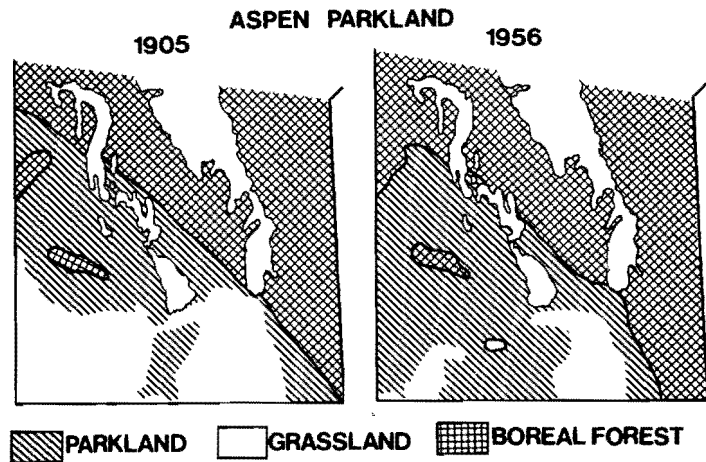 ASPEN PARKLAND
1905
1956
PARKLAND
GRASSLAND
BOREAL FOREST